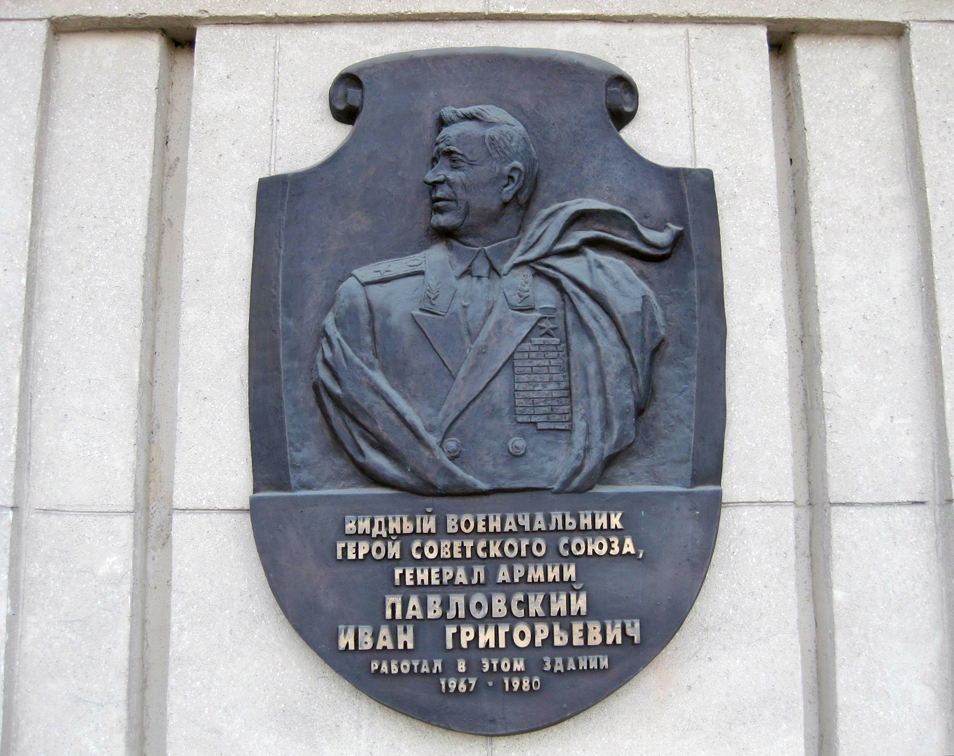 ВИДНЫЙ ВОЕНАЧАЛЬНИК
ГЕРОЙ СОВЕТСКОГО СОЮЗА,
ГЕНЕРАЛ АРМИИ
ПАВЛОВСКИЙ
ИВАН ГРИГОРЬЕВИЧ
РАБОТАЛ В ЭТОМ ЗДАНИИ
1967 - 1980